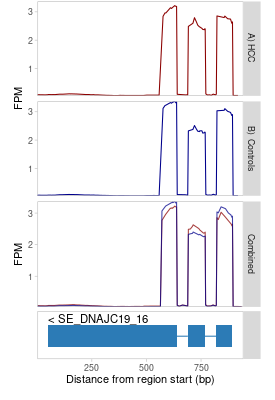 3
2
1
A) HCC
3
2
1
B) Controls
FPM
3
2
1
Combined
FPM
< SE_DNAJC19_16
250
500
750
Distance from region start (bp)